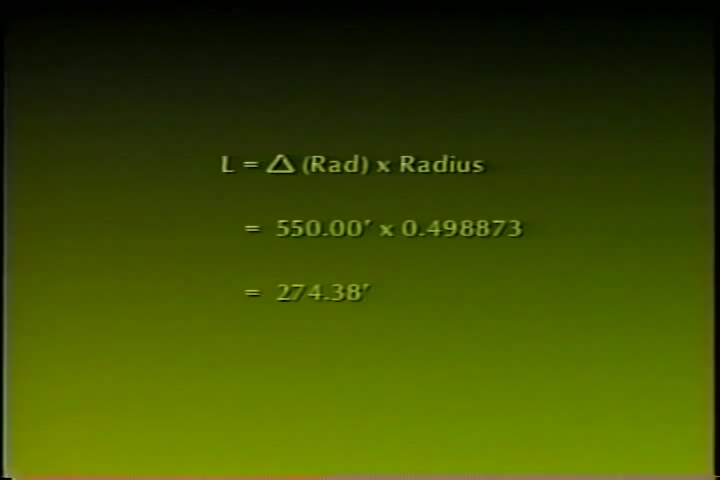 L = △ (Rad) x Radius
= 550.00' x 0.498873
= 274.38'